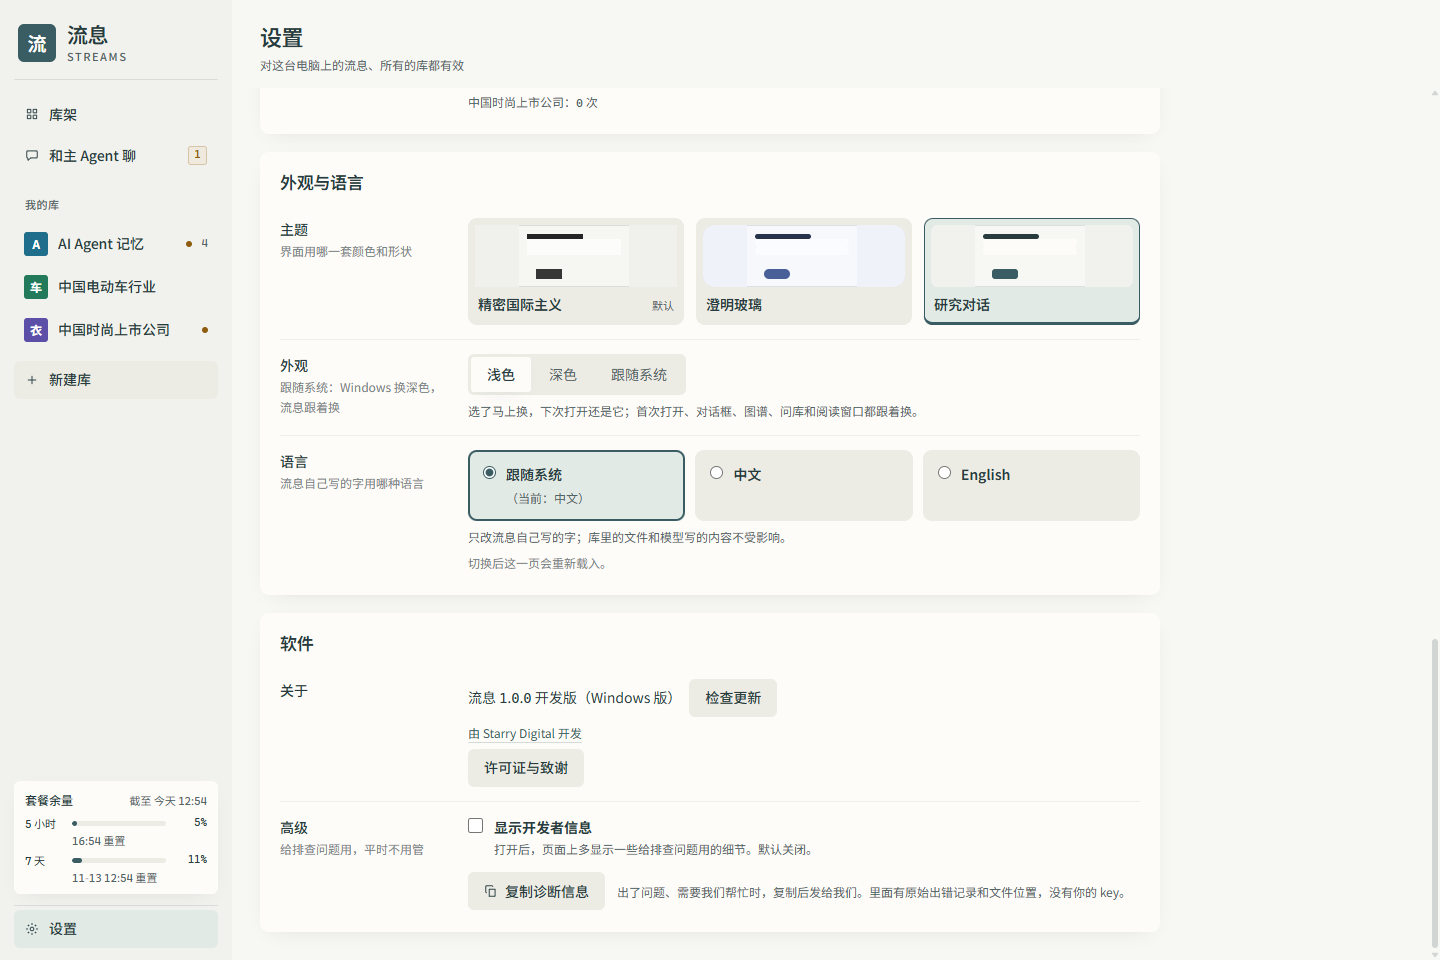 流
流息
STREAMS
库架
和主 Agent 聊
1
我的库
A
AI Agent 记忆
4
车
中国电动车行业
衣
中国时尚上市公司
新建库
套餐余量
截至 今天 12:54
5 小时
5%
16:54 重置
7 天
11%
11-13 12:54 重置
设置
设置
对这台电脑上的流息、所有的库都有效
中国时尚上市公司：0 次
外观与语言
主题
界面用哪一套颜色和形状
精密国际主义
默认
澄明玻璃
研究对话
外观
跟随系统：Windows 换深色，
流息跟着换
浅色
深色
跟随系统
选了马上换，下次打开还是它；首次打开、对话框、图谱、问库和阅读窗口都跟着换。
语言
流息自己写的字用哪种语言
跟随系统
（当前：中文）
中文
English
只改流息自己写的字；库里的文件和模型写的内容不受影响。
切换后这一页会重新载入。
软件
关于
流息 1.0.0 开发版（Windows 版）
检查更新
由 Starry Digital 开发
许可证与致谢
高级
给排查问题用，平时不用管
显示开发者信息
打开后，页面上多显示一些给排查问题用的细节。默认关闭。
复制诊断信息
出了问题、需要我们帮忙时，复制后发给我们。里面有原始出错记录和文件位置，没有你的 key。